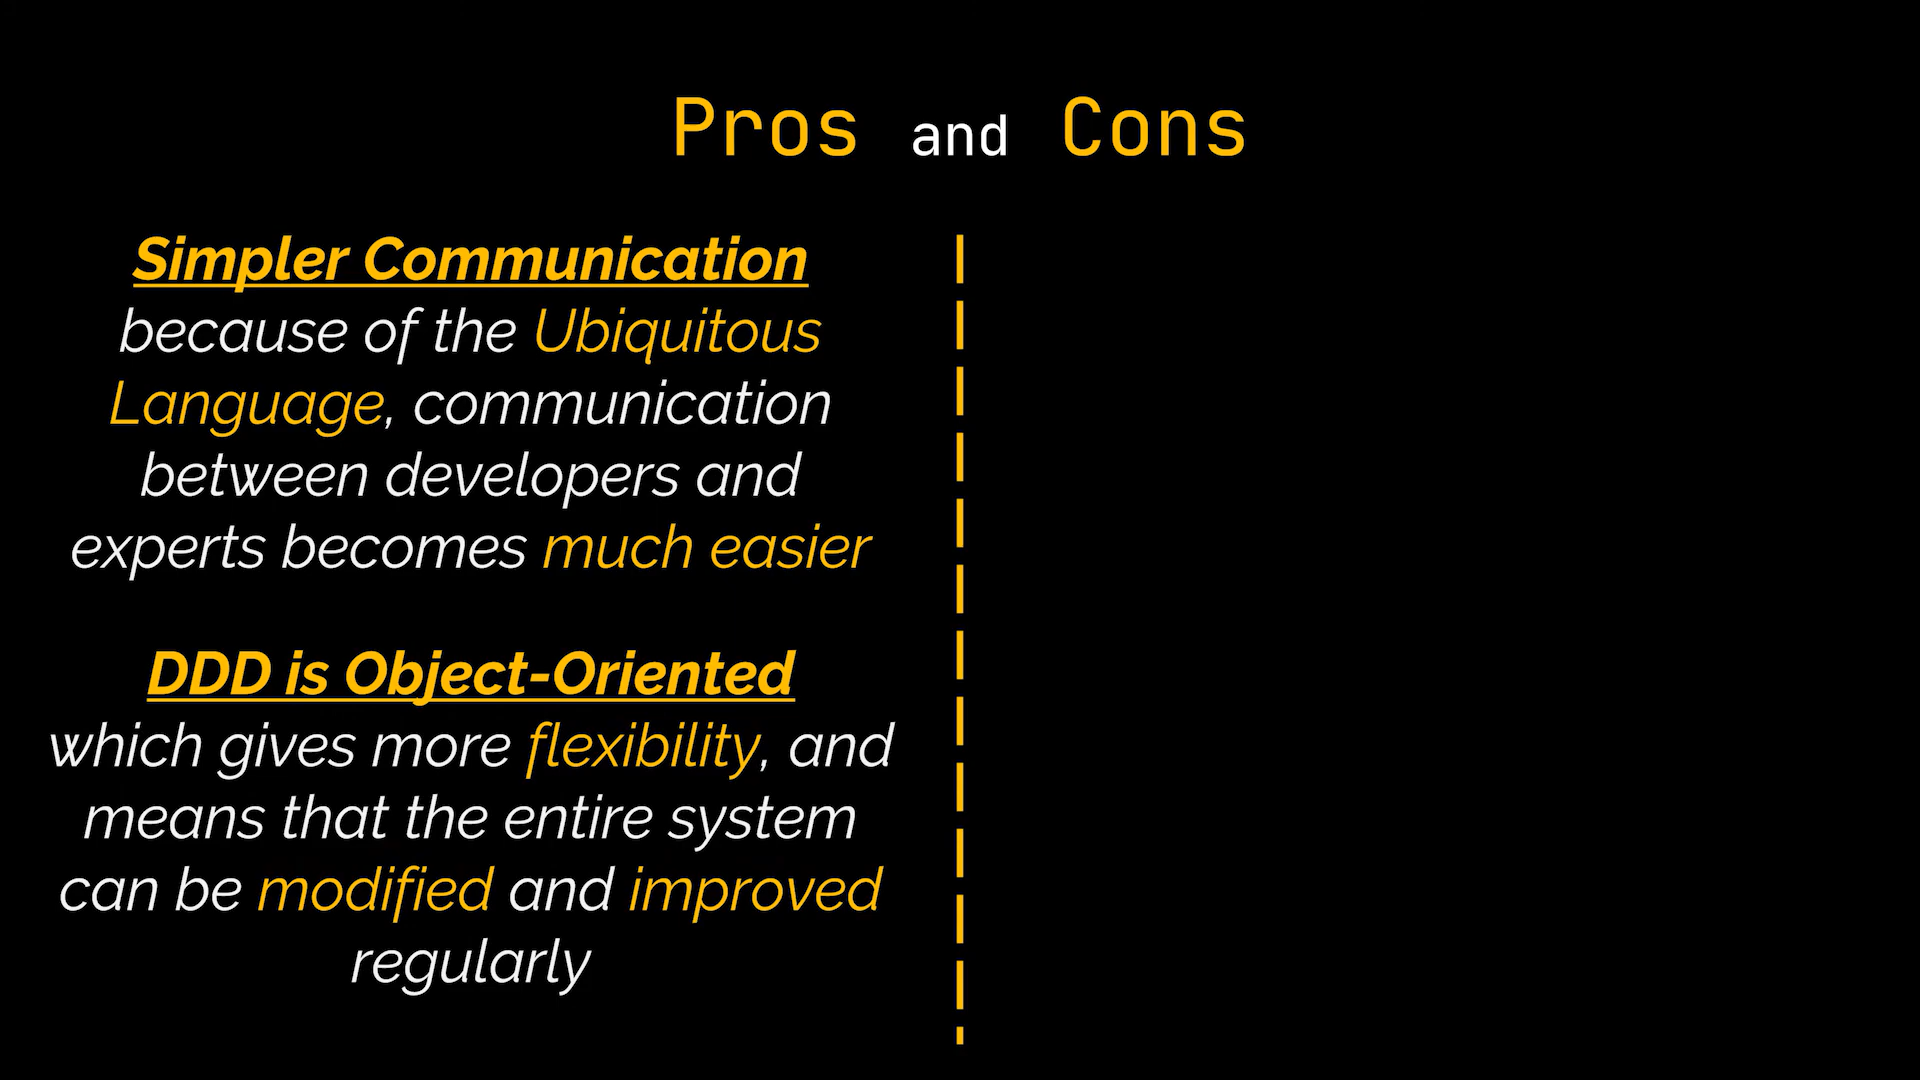 Pros and Cons
Simpler Communication
because of the Ubiquitous
Language, communication
between developers and
experts becomes much easier
DDD is Object-Oriented
which gives more flexibility, and
means that the entire system
can be modified and improved
regularly